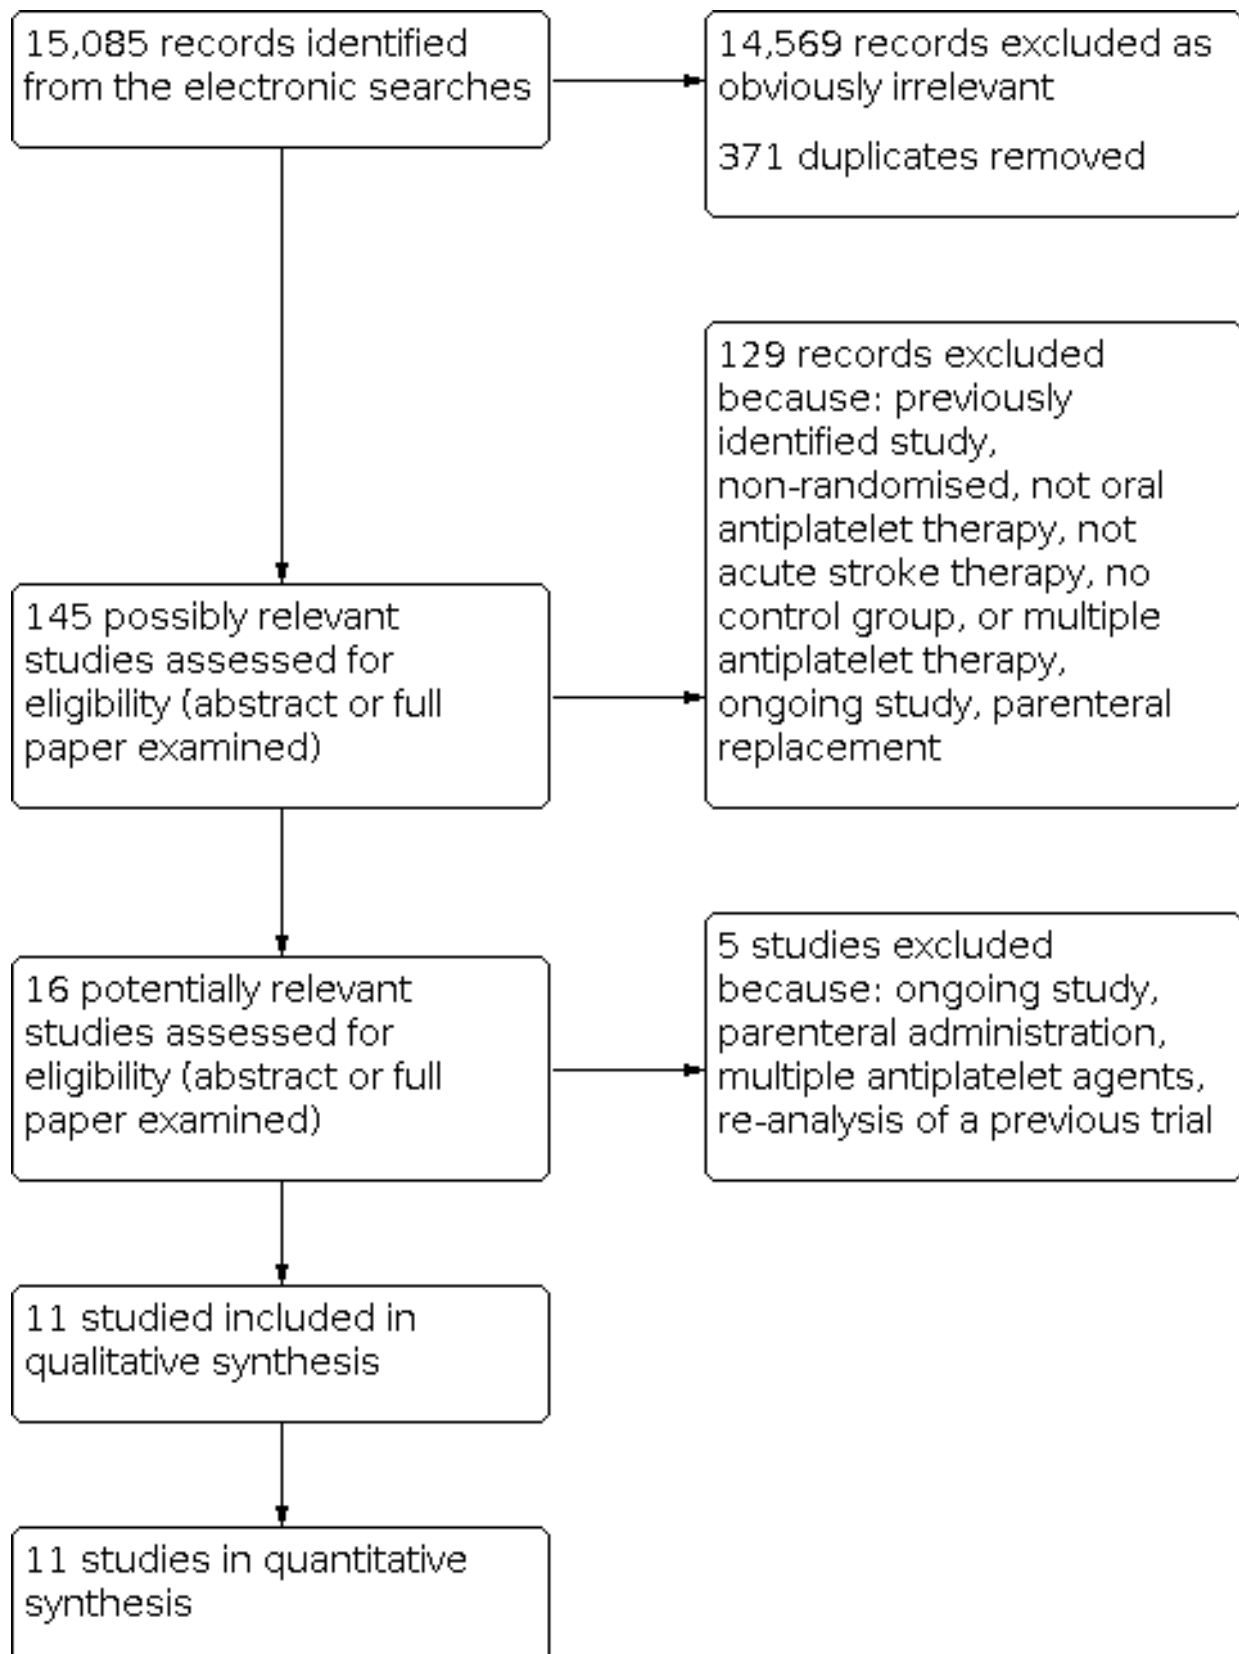 15,085 records identified
from the electronic searches
14,569 records excluded as
obviously irrelevant
371 duplicates removed
129 records excluded
because: previously
identified study,
non-randomised, not oral
antiplatelet therapy, not
acute stroke therapy, no
control group, or multiple
antiplatelet therapy,
ongoing study, parenteral
replacement
145 possibly relevant
studies assessed for
eligibility (abstract or full
paper examined)
16 potentially relevant
studies assessed for
eligibility (abstract or full
paper examined)
5 studies excluded
because: ongoing study,
parenteral administration,
multiple antiplatelet agents,
re-analysis of a previous trial
11 studied included in
qualitative synthesis
11 studies in quantitative
synthesis